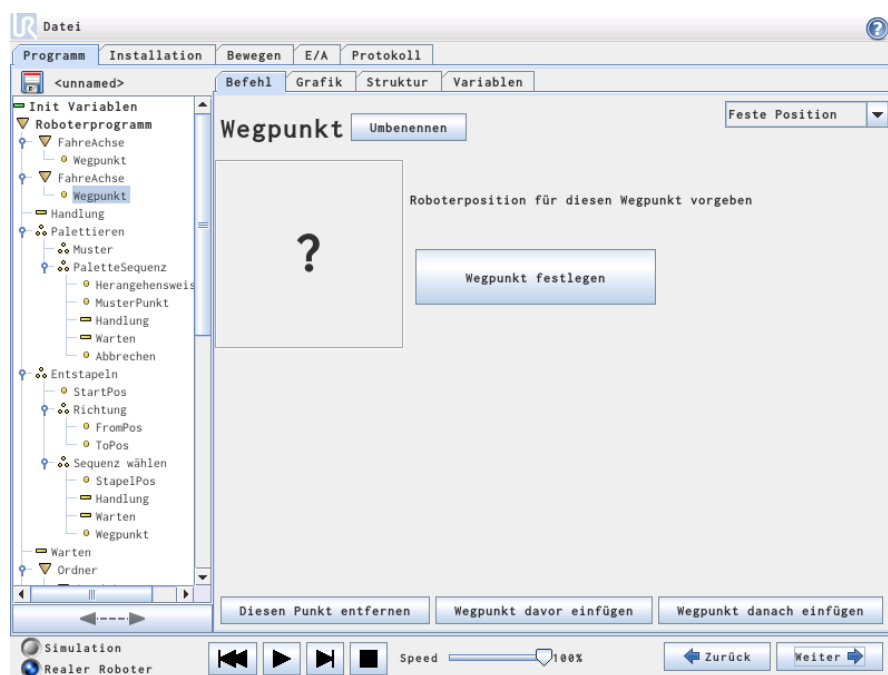 UR Datei
?
Programm Installation Bewegen E/A Protokoll
<unnamed>
Befehl Grafik Struktur Variablen
Init Variablen
Roboterprogramm
FahreAchse
Wegpunkt
FahreAchse
Wegpunkt
Handlung
Palettieren
Muster
PaletteSequenz
Herangehensweis
MusterPunkt
Handlung
Warten
Abbrechen
Entstapeln
StartPos
Richtung
FromPos
ToPos
Sequenz wählen
StapelPos
Handlung
Warten
Wegpunkt
Warten
Ordner
Wegpunkt Umbenennen
Feste Position
?
Roboterposition für diesen Wegpunkt vorgeben
Wegpunkt festlegen
Diesen Punkt entfernen Wegpunkt davor einfügen Wegpunkt danach einfügen
Simulation
Realer Roboter
Speed 100%
Zurück Weiter